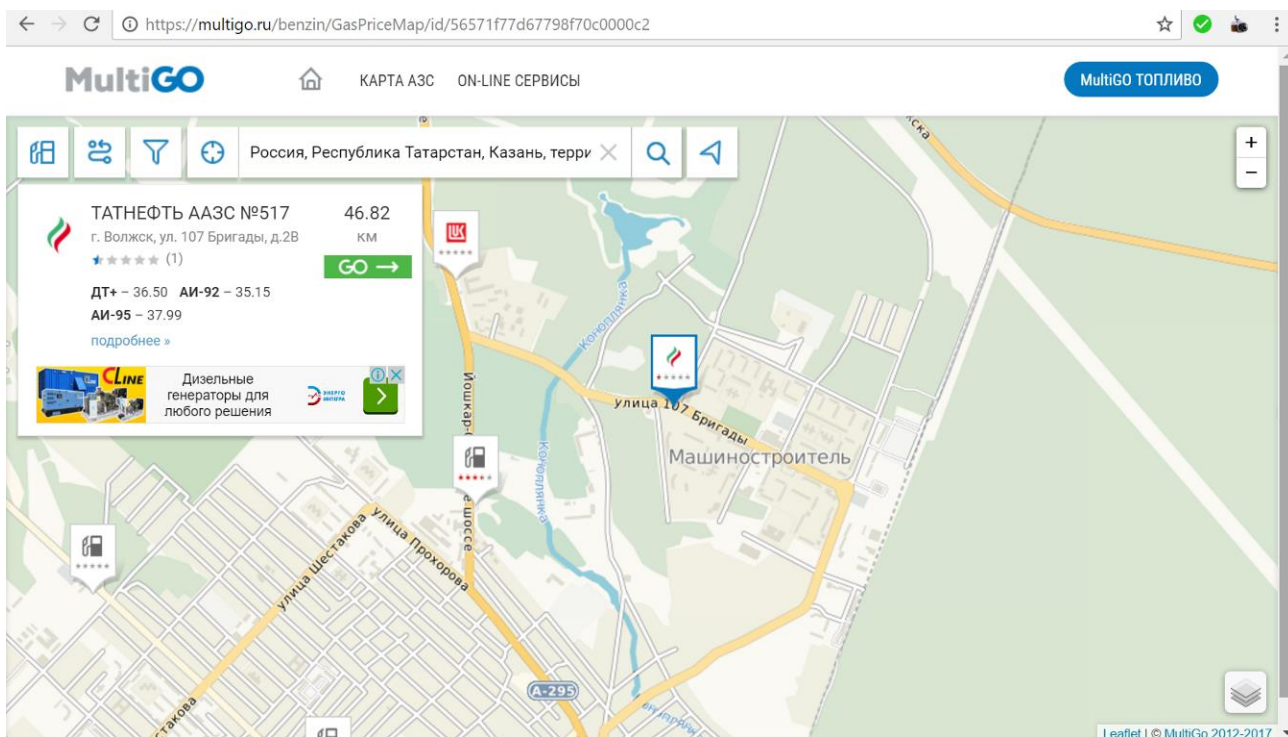 https://multigo.ru/benzin/GasPriceMap/id/56571f77d67798f70c0000c2
MultiGO
КАРТА АЗС
ON-LINE СЕРВИСЫ
MultiGO ТОПЛИВО
Россия, Республика Татарстан, Казань, терри
+
−
ТАТНЕФТЬ ААЗС №517
46.82
г. Волжск, ул. 107 Бригады, д.2В
км
(1)
GO →
ДТ+ – 36.50 АИ-92 – 35.15
АИ-95 – 37.99
подробнее »
CLINE
Дизельные
генераторы для
любого решения
Коноплянка
улица 107 Бригады
Машиностроитель
Коноплянка
улица Шестакова
улица Прохорова
А-295
Leaflet | © MultiGo 2012-2017